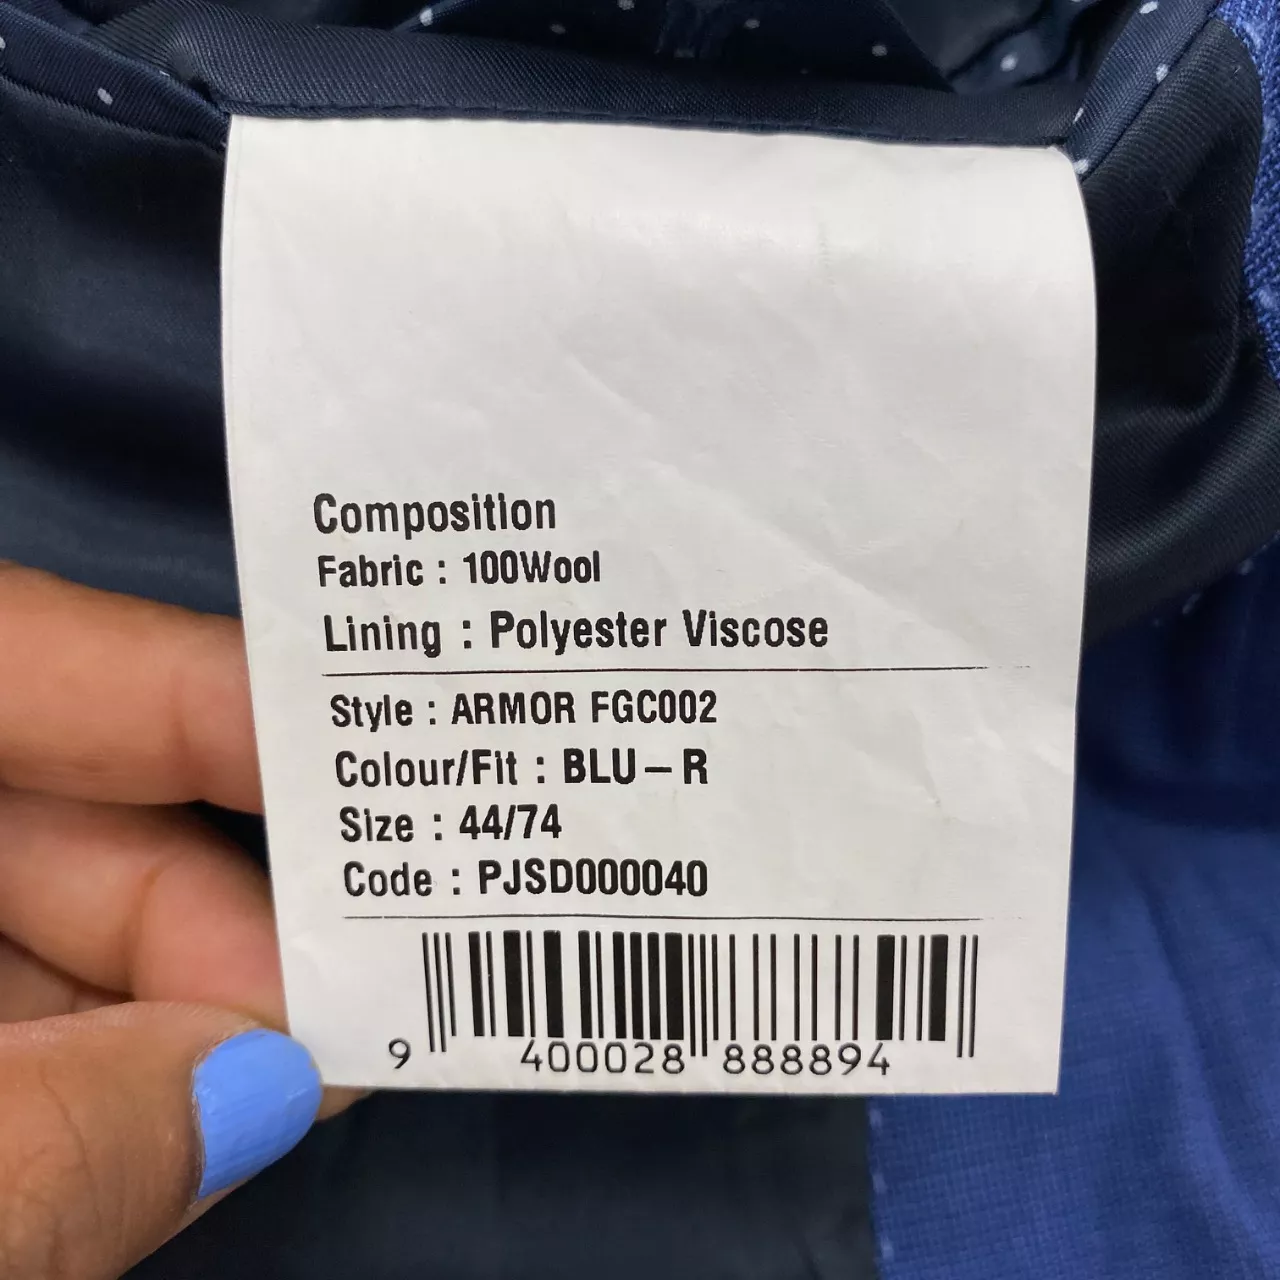 Composition
Fabric : 100Wool
Lining : Polyester Viscose
Style : ARMOR FGC002
Colour/Fit : BLU – R
Size : 44/74
Code : PJSD000040
9 400028 888894